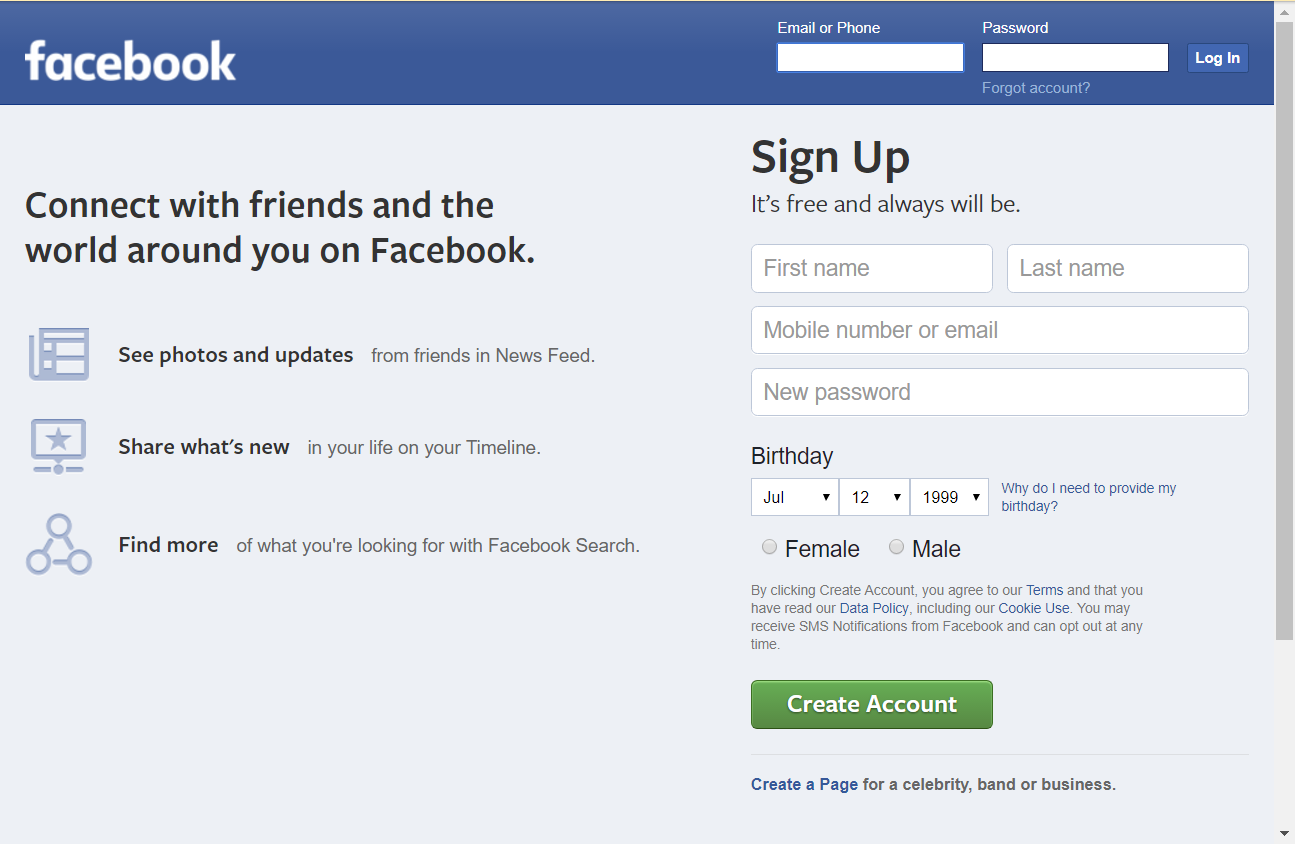 facebook
Email or Phone
Password
Log In
Forgot account?
Connect with friends and the
world around you on Facebook.
See photos and updates from friends in News Feed.
Share what's new in your life on your Timeline.
Find more of what you're looking for with Facebook Search.
Sign Up
It's free and always will be.
First name
Last name
Mobile number or email
New password
Birthday
Jul 12 1999
Why do I need to provide my
birthday?
Female Male
By clicking Create Account, you agree to our Terms and that you
have read our Data Policy, including our Cookie Use. You may
receive SMS Notifications from Facebook and can opt out at any
time.
Create Account
Create a Page for a celebrity, band or business.